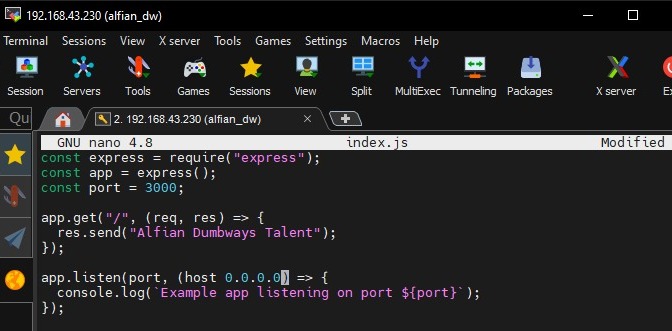 192.168.43.230 (alfian_dw)
Terminal Sessions View X server Tools Games Settings Macros Help
Session Servers Tools Games Sessions View Split MultiExec Tunneling Packages X server
Qu 2. 192.168.43.230 (alfian_dw)
GNU nano 4.8 index.js Modified
const express = require("express");
const app = express();
const port = 3000;
app.get("/", (req, res) => {
res.send("Alfian Dumbways Talent");
});
app.listen(port, (host 0.0.0.0) => {
console.log(`Example app listening on port ${port}`);
});